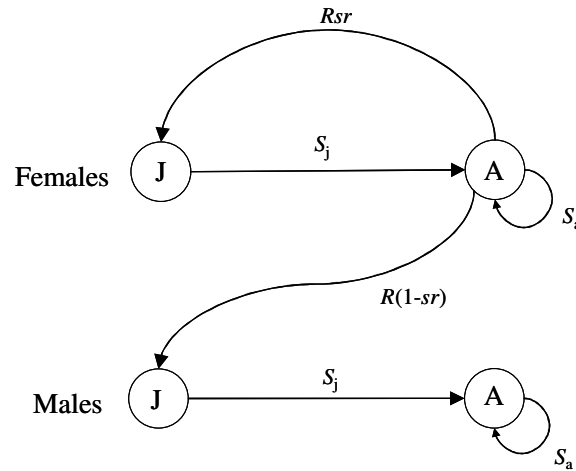 Rsr
Sj
Females J A
Sa
R(1-sr)
Sj
Males J A
Sa